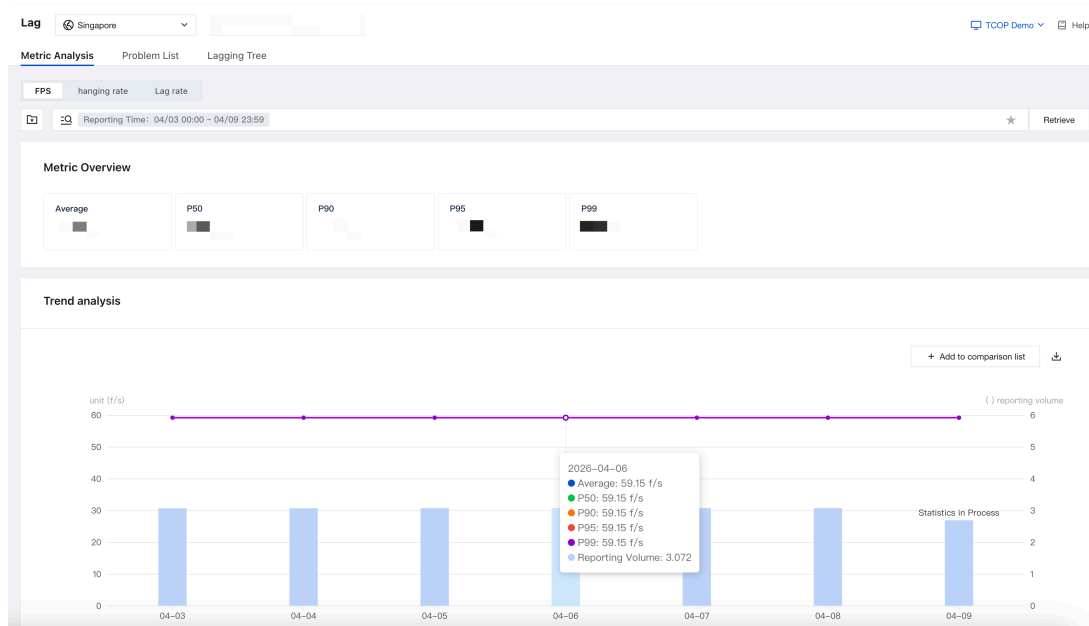 Lag
Singapore
TCOP Demo
Help
Metric Analysis
Problem List
Lagging Tree
FPS
hanging rate
Lag rate
Reporting Time: 04/03 00:00 ~ 04/09 23:59
Retrieve
Metric Overview
Average
P50
P90
P95
P99
Trend analysis
+ Add to comparison list
unit (f/s)
( ) reporting volume
60
6
50
5
40
4
30
3
20
2
10
1
0
0
2026-04-06
Average: 59.15 f/s
P50: 59.15 f/s
P90: 59.15 f/s
P95: 59.15 f/s
P99: 59.15 f/s
Reporting Volume: 3.072
Statistics in Process
04-03
04-04
04-05
04-06
04-07
04-08
04-09